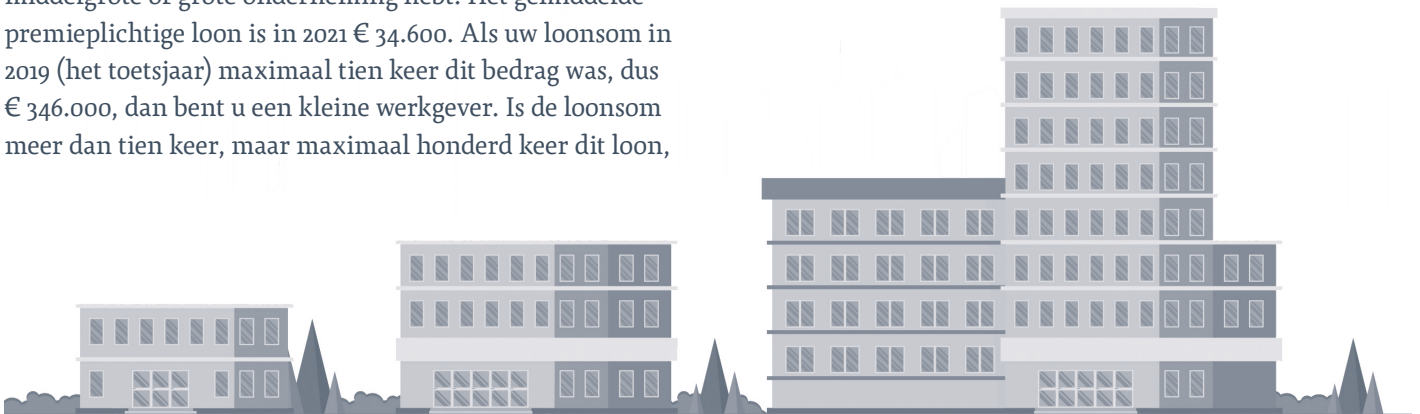 middelgrote of grote onderneming hebt? Het gemiddelde
premieplichtige loon is in 2021 € 34.600. Als uw loonsom in
2019 (het toetsjaar) maximaal tien keer dit bedrag was, dus
€ 346.000, dan bent u een kleine werkgever. Is de loonsom
meer dan tien keer, maar maximaal honderd keer dit loon,